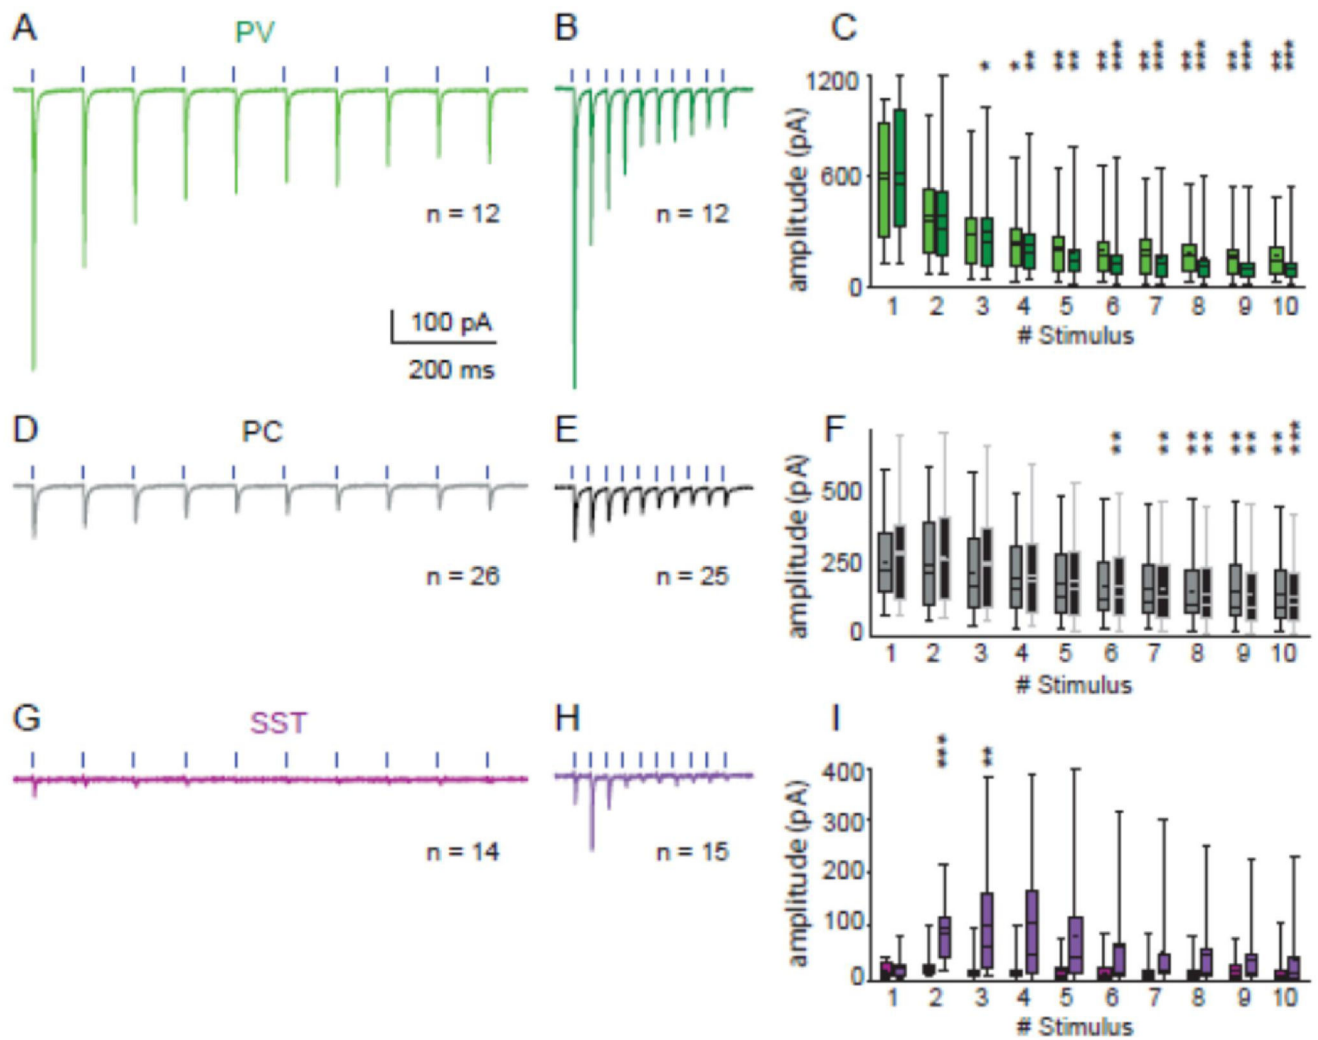 A PV B C
n = 12 n = 12
100 pA
200 ms
amplitude (pA)
1200
600
0
* * ** ** ** ** *** ** *** ** *** ** *** ** ***
1 2 3 4 5 6 7 8 9 10
# Stimulus
D PC E F
n = 26 n = 25
amplitude (pA)
500
250
0
** ** ** ** ** ** ** ***
1 2 3 4 5 6 7 8 9 10
# Stimulus
G SST H I
n = 14 n = 15
amplitude (pA)
400
300
200
100
0
*** **
1 2 3 4 5 6 7 8 9 10
# Stimulus